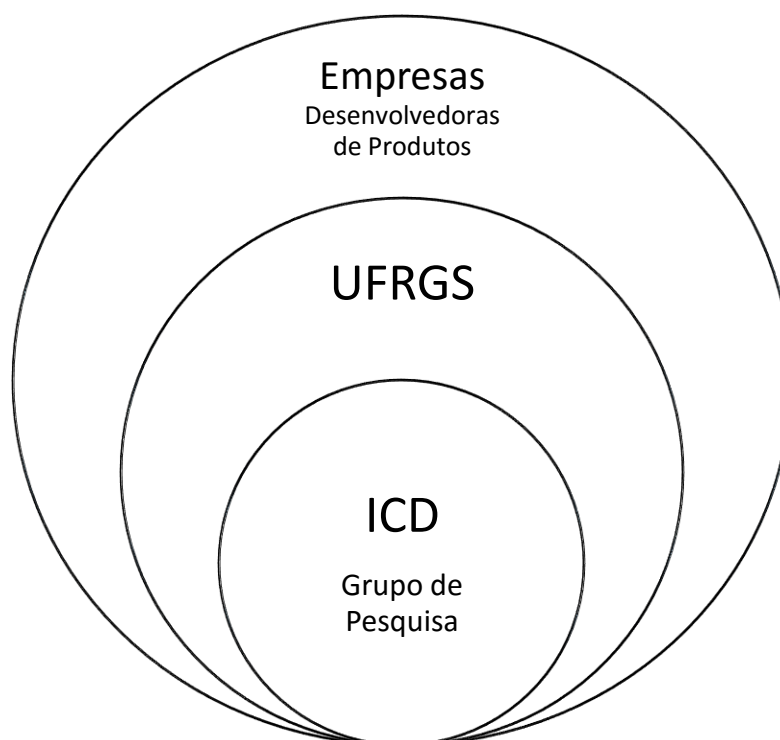 Empresas
Desenvolvedoras
de Produtos
UFRGS
ICD
Grupo de
Pesquisa